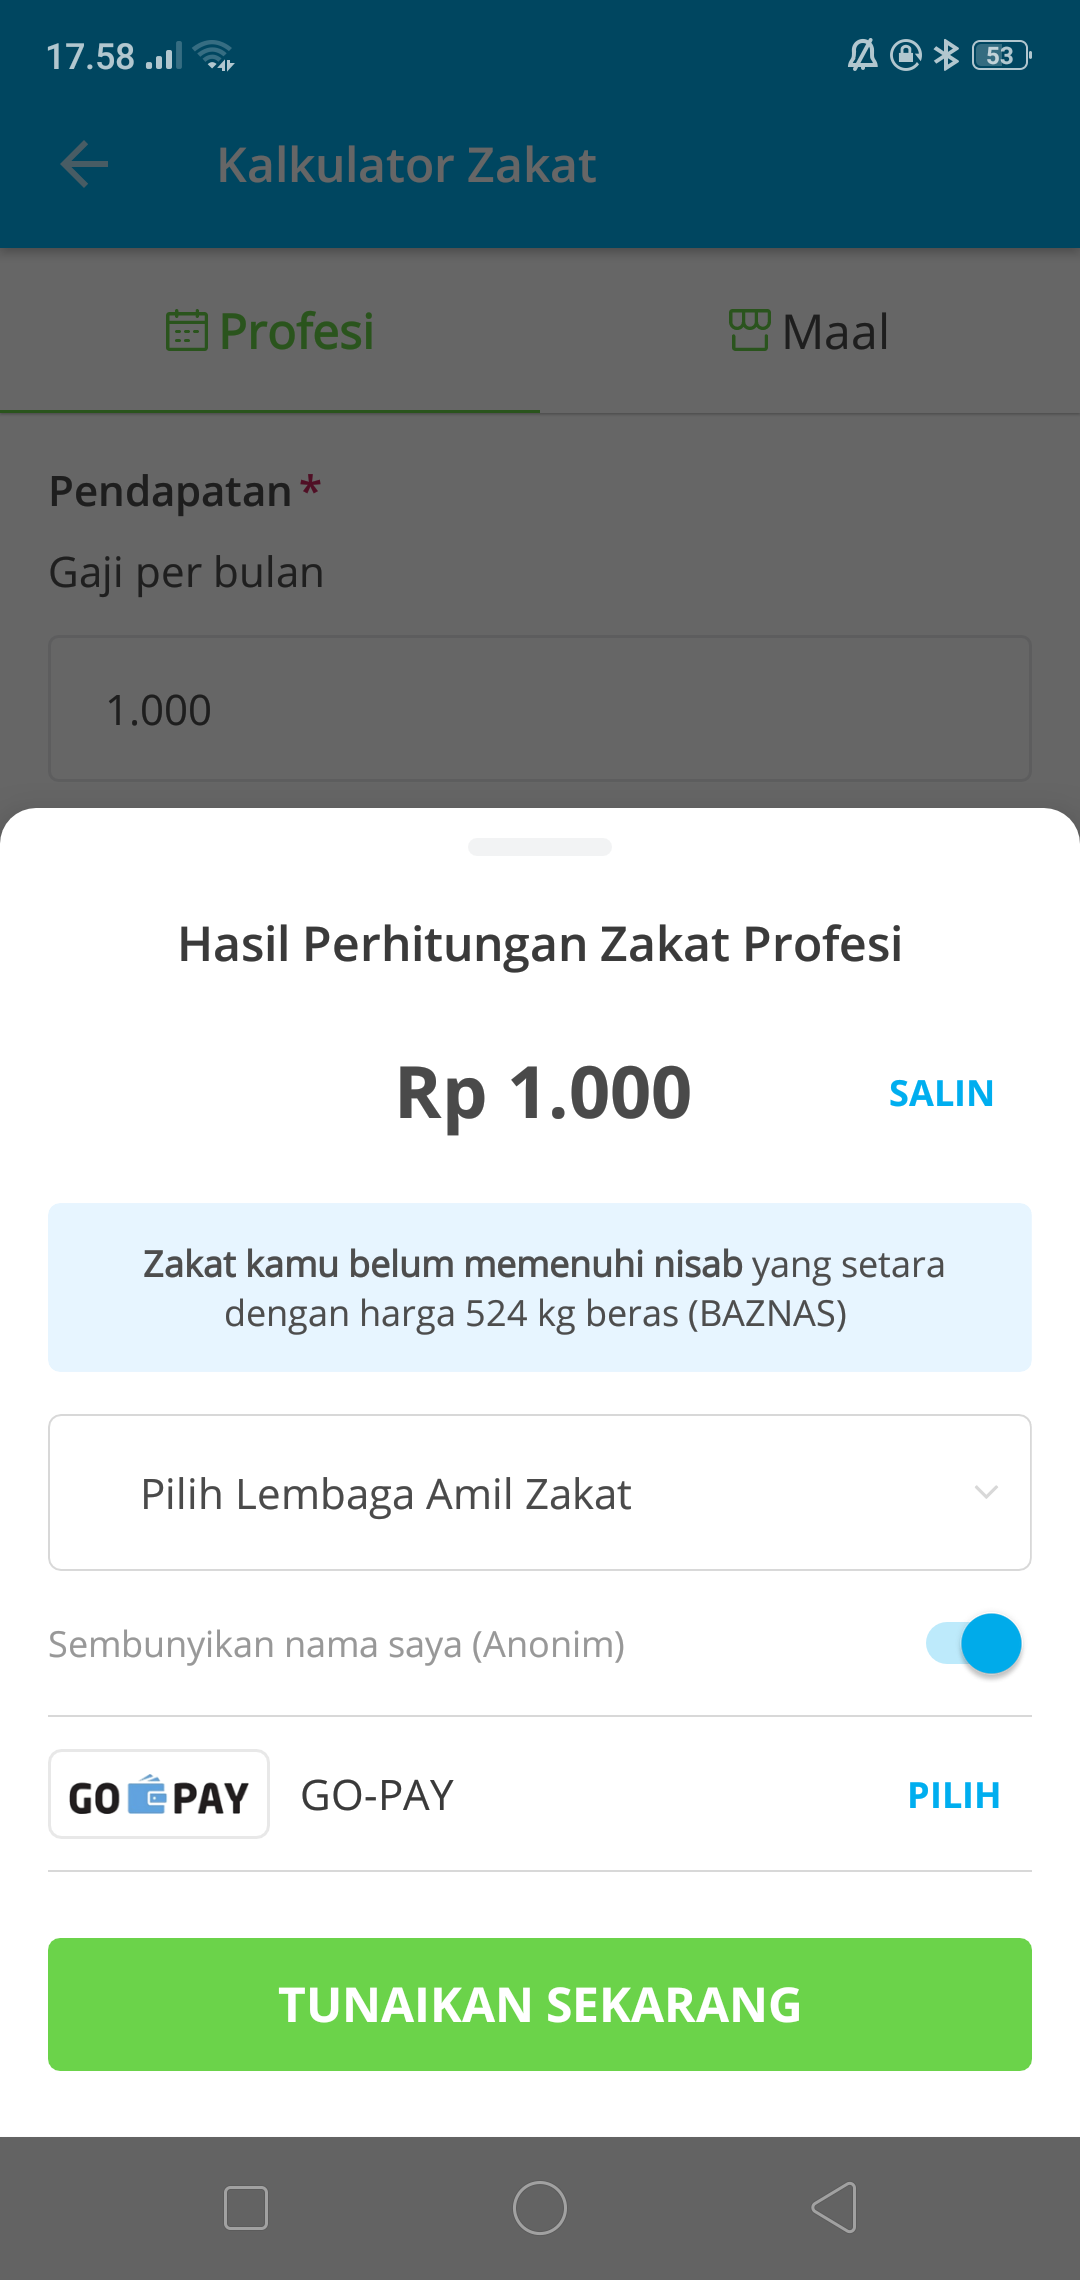 17.58
53
Kalkulator Zakat
Profesi
Maal
Pendapatan *
Gaji per bulan
1.000
Hasil Perhitungan Zakat Profesi
Rp 1.000
SALIN
Zakat kamu belum memenuhi nisab yang setara
dengan harga 524 kg beras (BAZNAS)
Pilih Lembaga Amil Zakat
Sembunyikan nama saya (Anonim)
GO PAY
GO-PAY
PILIH
TUNAIKAN SEKARANG